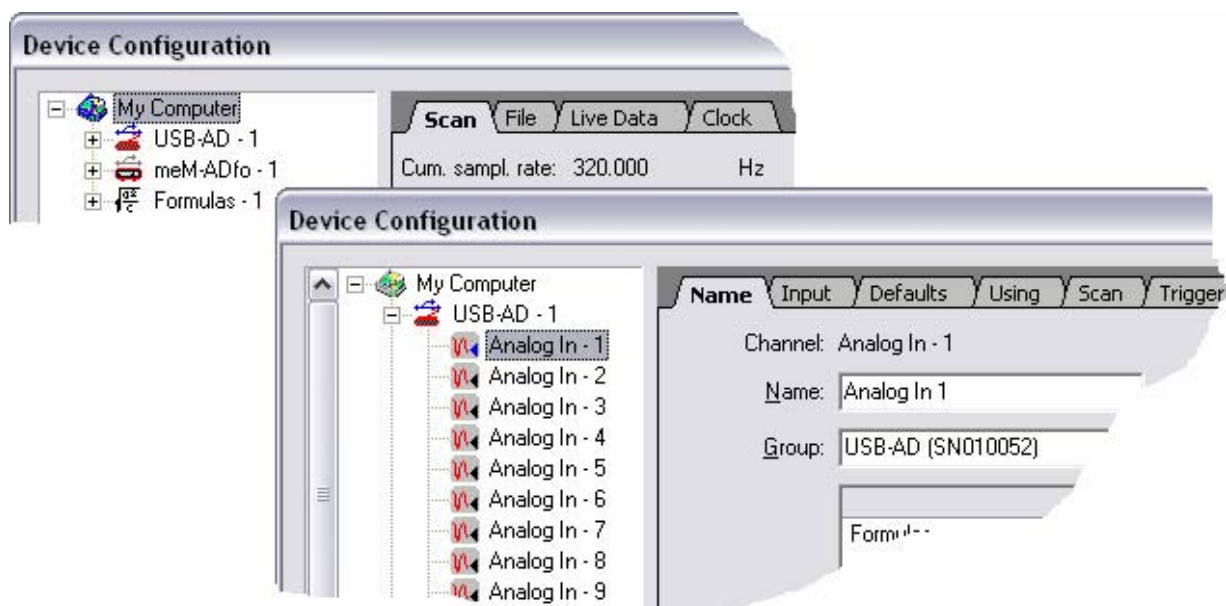 Device Configuration
My Computer
USB-AD - 1
meM-ADfo - 1
Formulas - 1
Scan File Live Data Clock
Cum. sampl. rate: 320.000 Hz
Device Configuration
My Computer
USB-AD - 1
Analog In - 1
Analog In - 2
Analog In - 3
Analog In - 4
Analog In - 5
Analog In - 6
Analog In - 7
Analog In - 8
Analog In - 9
Name Input Defaults Using Scan Trigger
Channel: Analog In - 1
Name: Analog In 1
Group: USB-AD (SN010052)